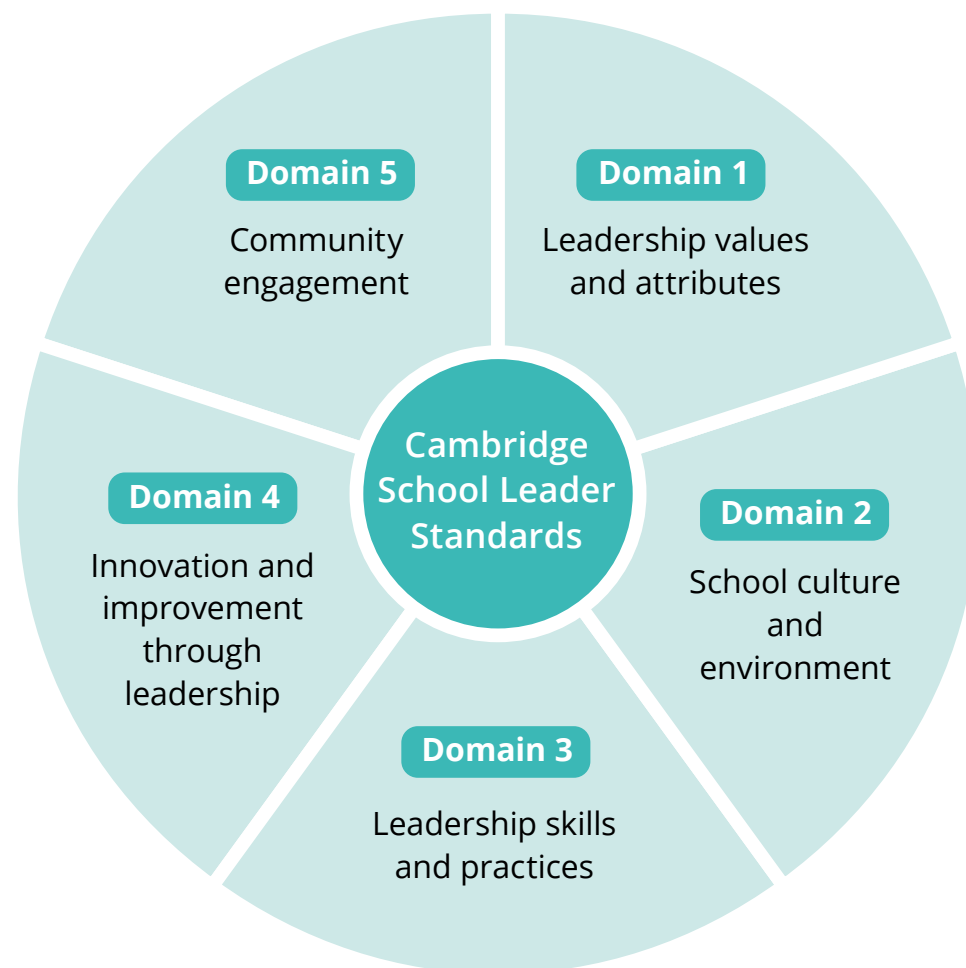 Cambridge
School Leader
Standards
Domain 1
Leadership values
and attributes
Domain 2
School culture
and
environment
Domain 3
Leadership skills
and practices
Domain 4
Innovation and
improvement
through
leadership
Domain 5
Community
engagement